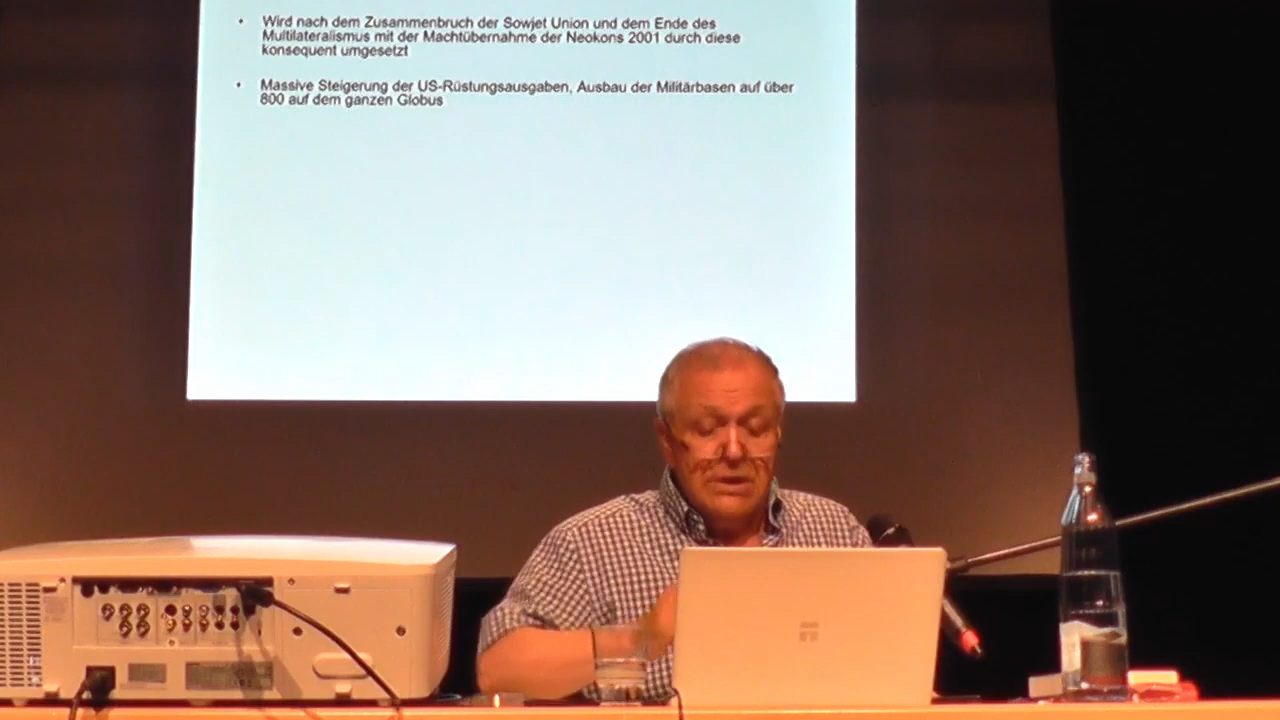 • Wird nach dem Zusammenbruch der Sowjet Union und dem Ende des
Multilateralismus mit der Machtübernahme der Neokons 2001 durch diese
konsequent umgesetzt
• Massive Steigerung der US-Rüstungsausgaben, Ausbau der Militärbasen auf über
800 auf dem ganzen Globus